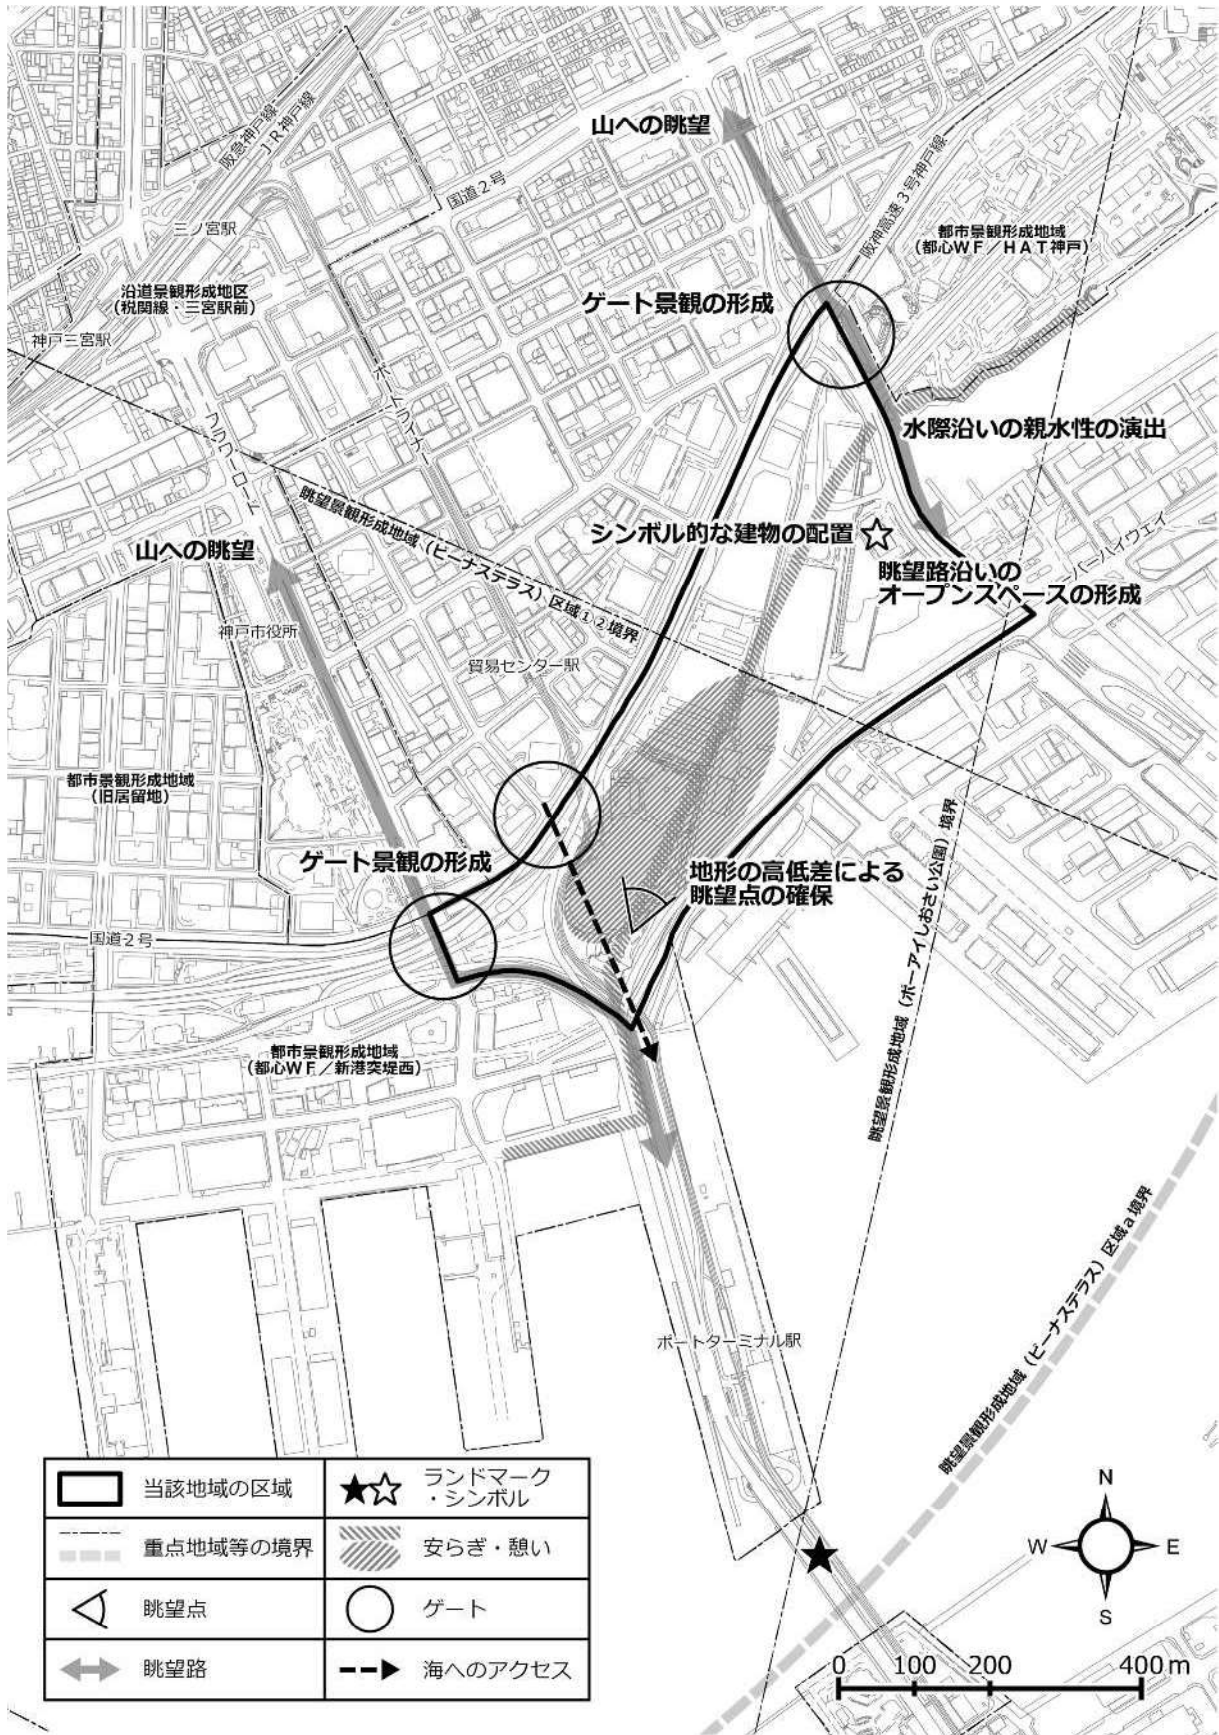 山への眺望
阪急神戸線
JR神戸線
国道2号
阪神高速3号神戸線
三ノ宮駅
都市景観形成地域
(都心WF/HAT神戸)
沿道景観形成地区
(税関線・三宮駅前)
ゲート景観の形成
神戸三宮駅
ポートライナー
フラワーロード
水際沿いの親水性の演出
眺望景観形成地域(ビーナステラス)区域①②境界
シンボル的な建物の配置
ハーバーハイウェイ
山への眺望
眺望路沿いの
オープンスペースの形成
神戸市役所
貿易センター駅
都市景観形成地域
(旧居留地)
ゲート景観の形成
地形の高低差による
眺望点の確保
眺望景観形成地域(ポーアイしおさい公園)境界
国道2号
都市景観形成地域
(都心WF/新港突堤西)
眺望景観形成地域(ビーナステラス)区域a境界
ポートターミナル駅
当該地域の区域
ランドマーク
・シンボル
重点地域等の境界
安らぎ・憩い
眺望点
ゲート
眺望路
海へのアクセス
N
W
E
S
0 100 200 400m